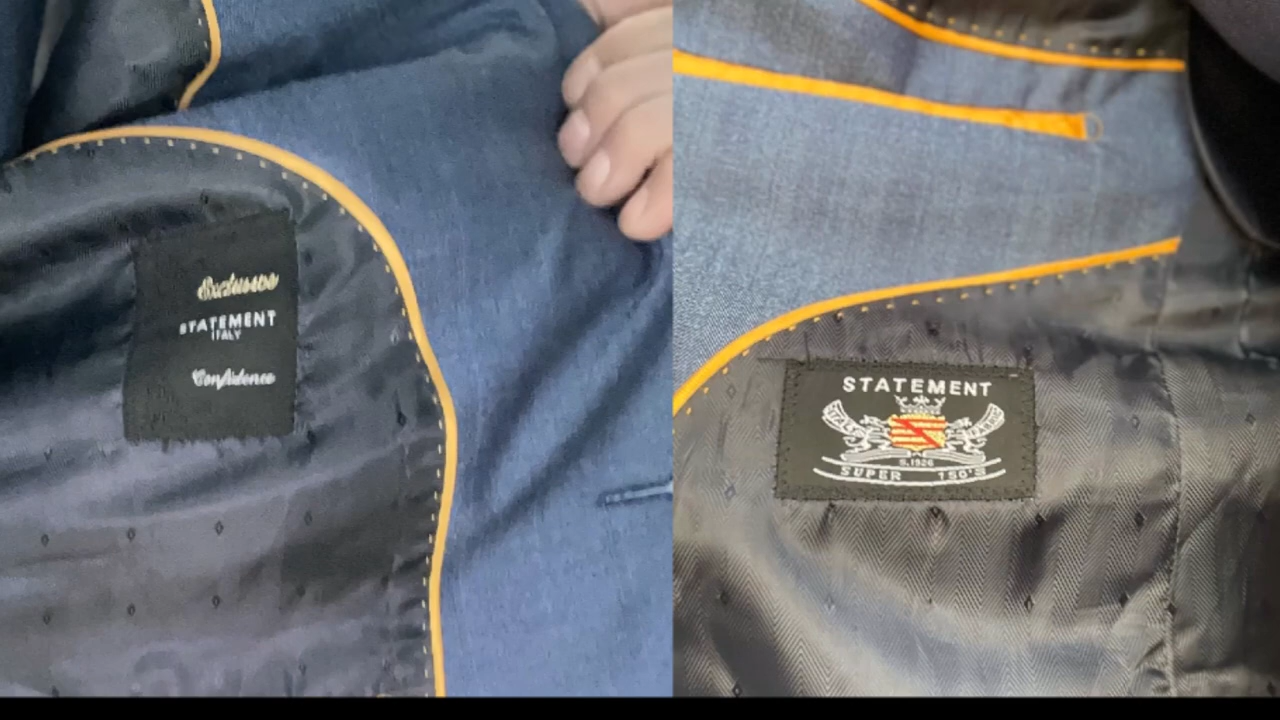 Exclusive
STATEMENT
ITALY
Confidence
STATEMENT
S.1926
SUPER 150'S